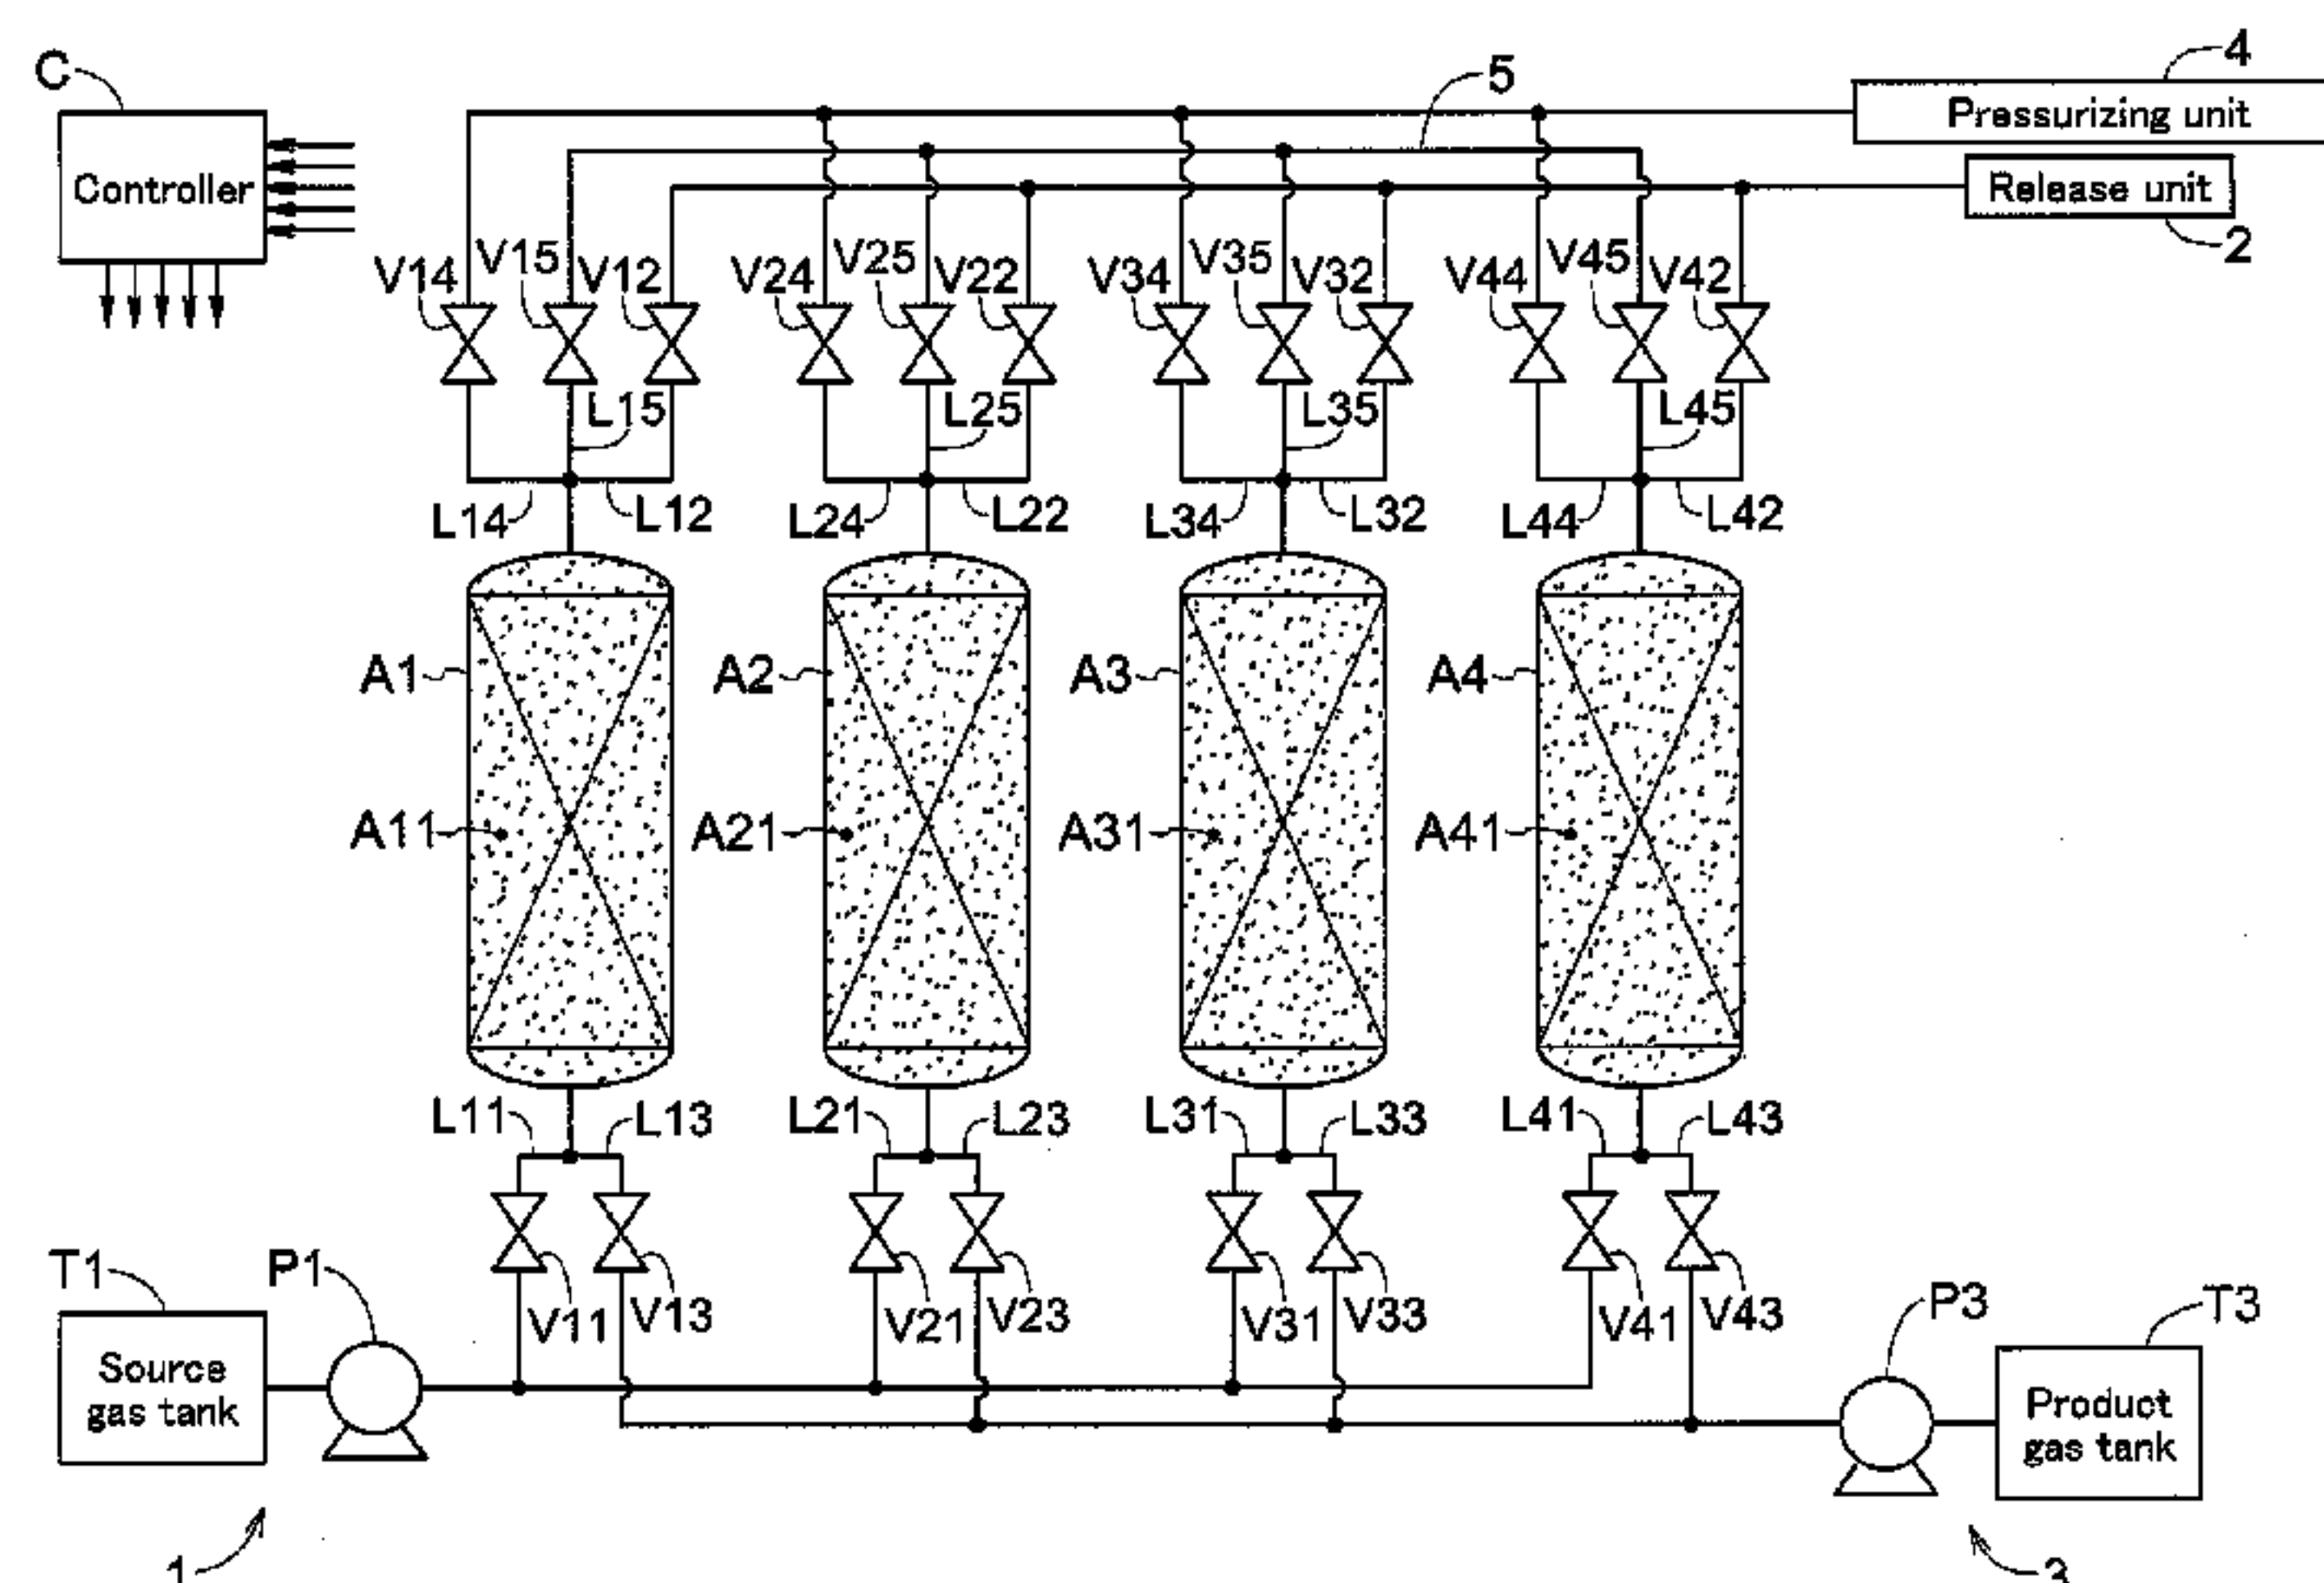 C
5
4
Pressurizing unit
Controller
Release unit
2
V14
V15
V12
V24
V25
V22
V34
V35
V32
V44
V45
V42
L15
L25
L35
L45
L14
L12
L24
L22
L34
L32
L44
L42
A1
A2
A3
A4
A11
A21
A31
A41
L11
L13
L21
L23
L31
L33
L41
L43
T1
P1
V11
V13
V21
V23
V31
V33
V41
V43
P3
T3
Source
gas tank
Product
gas tank
1
3